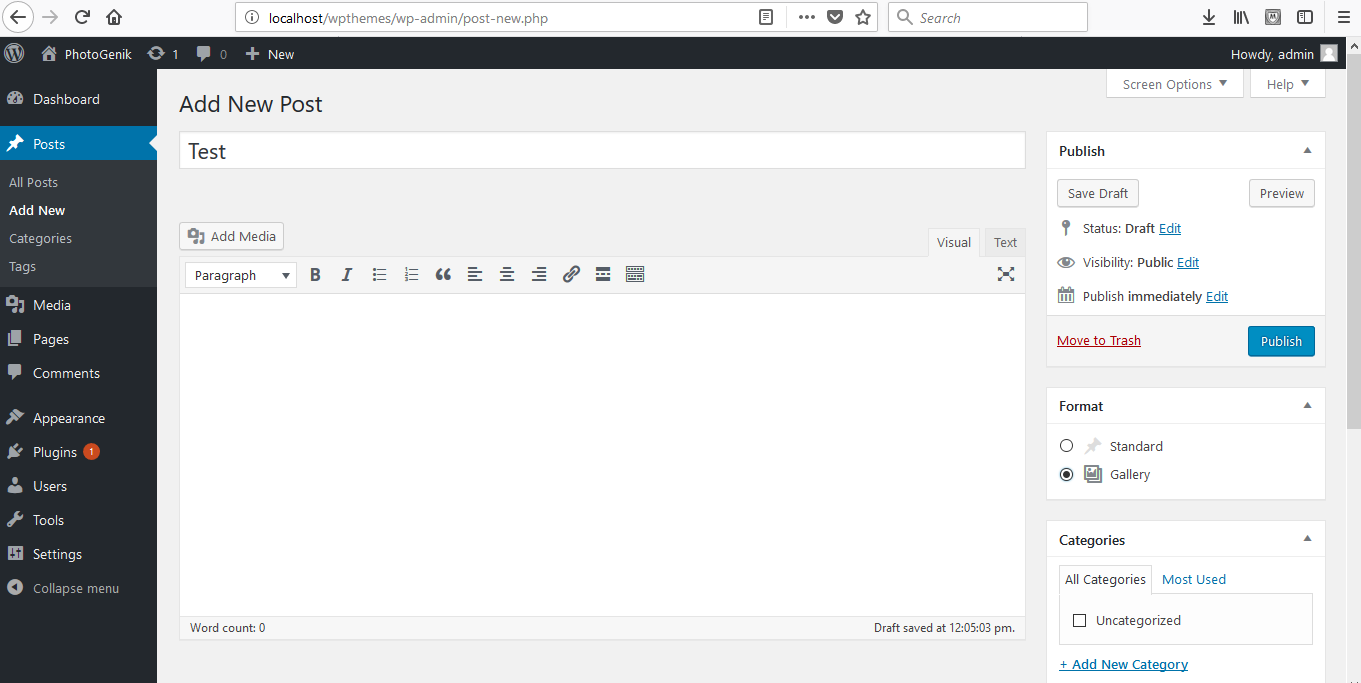 localhost/wpthemes/wp-admin/post-new.php
Search
PhotoGenik 1 0 New
Howdy, admin
Dashboard
Posts
All Posts
Add New
Categories
Tags
Media
Pages
Comments
Appearance
Plugins 1
Users
Tools
Settings
Collapse menu
Screen Options
Help
Add New Post
Test
Add Media
Visual
Text
Paragraph
B
I
Word count: 0
Draft saved at 12:05:03 pm.
Publish
Save Draft
Preview
Status: Draft Edit
Visibility: Public Edit
Publish immediately Edit
Move to Trash
Publish
Format
Standard
Gallery
Categories
All Categories
Most Used
Uncategorized
+ Add New Category